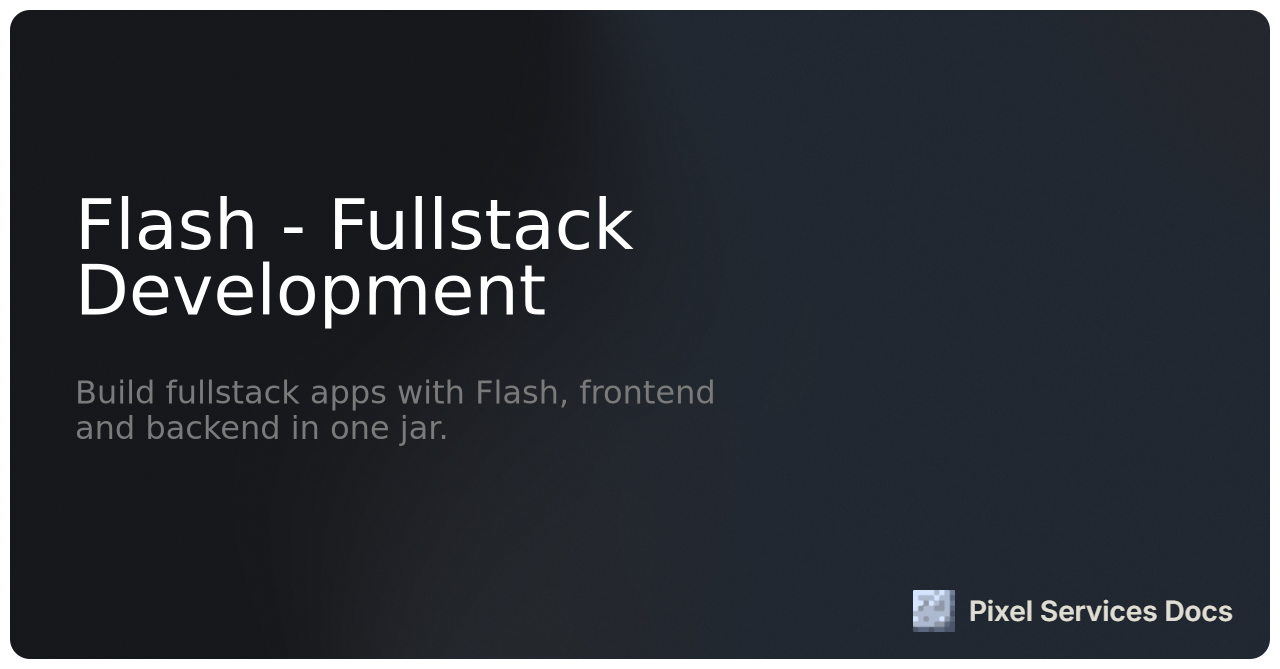 Flash - Fullstack
Development
Build fullstack apps with Flash, frontend
and backend in one jar.
Pixel Services Docs